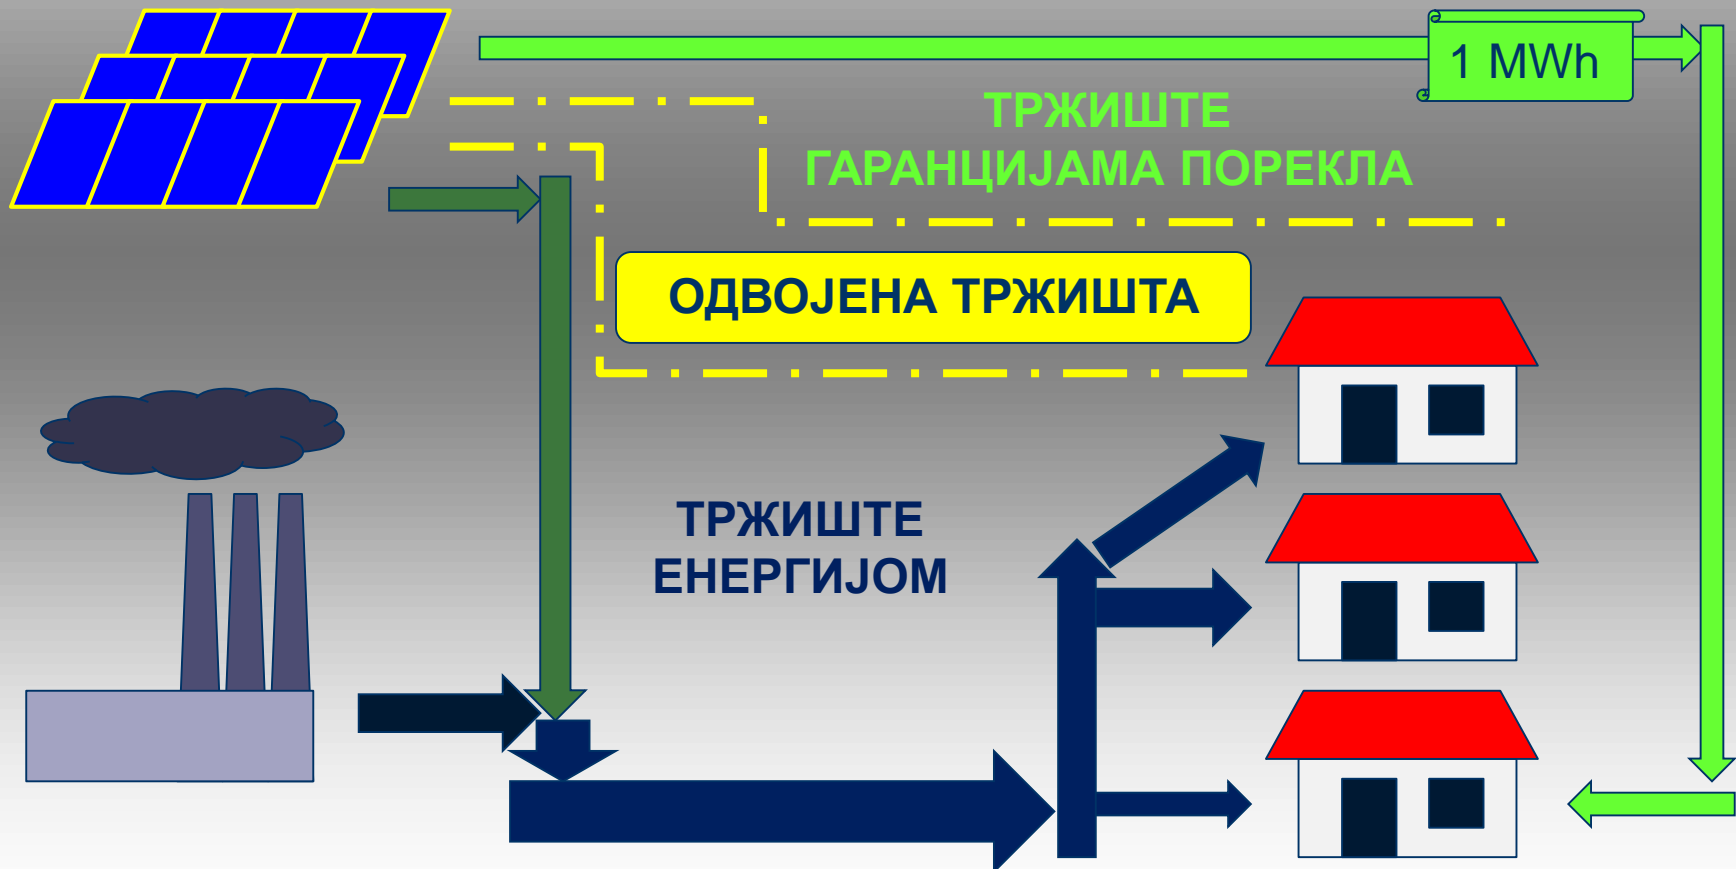 1 MWh
ТРЖИШТЕ
ГАРАНЦИЈАМА ПОРЕКЛА
ОДВОЈЕНА ТРЖИШТА
ТРЖИШТЕ
ЕНЕРГИЈОМ